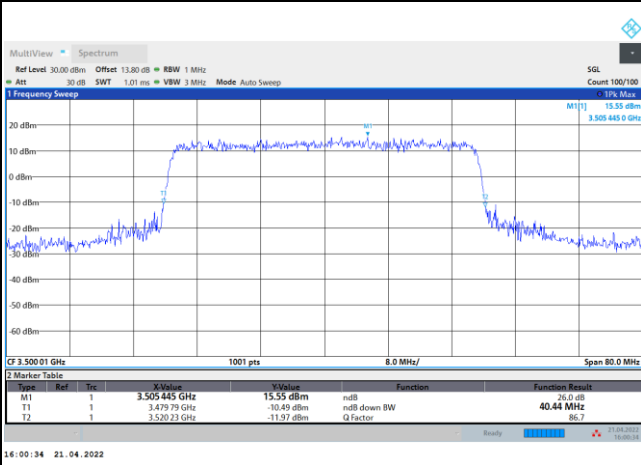 MultiView Spectrum
Ref Level 30.00 dBm Offset 13.80 dB RBW 1 MHz SGL
Att 30 dB SWT 1.01 ms VBW 3 MHz Mode Auto Sweep Count 100/100
1 Frequency Sweep 1Pk Max
M1[1] 15.55 dBm
3.505 445 0 GHz
20 dBm
M1
10 dBm
0 dBm
T1
-10 dBm
T2
-20 dBm
-30 dBm
-40 dBm
-50 dBm
-60 dBm
CF 3.500 01 GHz 1001 pts 8.0 MHz/ Span 80.0 MHz
2 Marker Table
Type Ref Trc X-Value Y-Value Function Function Result
M1 1 3.505 445 GHz 15.55 dBm ndB 26.0 dB
T1 1 3.479 79 GHz -10.49 dBm ndB down BW 40.44 MHz
T2 1 3.520 23 GHz -11.97 dBm Q Factor 86.7
Ready 21.04.2022
16:00:34
16:00:34 21.04.2022